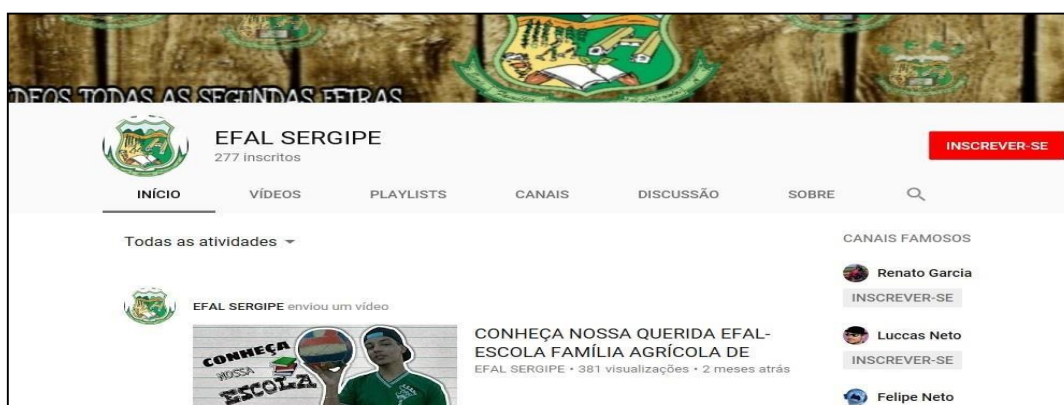 DEOS TODAS AS SEGUNDAS FEIRAS
EFAL SERGIPE
277 inscritos
INSCREVER-SE
INÍCIO VÍDEOS PLAYLISTS CANAIS DISCUSSÃO SOBRE
Todas as atividades
CANAIS FAMOSOS
Renato Garcia
INSCREVER-SE
Luccas Neto
INSCREVER-SE
Felipe Neto
EFAL SERGIPE enviou um vídeo
CONHEÇA
NOSSA
ESCOLA
CONHEÇA NOSSA QUERIDA EFAL-
ESCOLA FAMÍLIA AGRÍCOLA DE
EFAL SERGIPE • 381 visualizações • 2 meses atrás